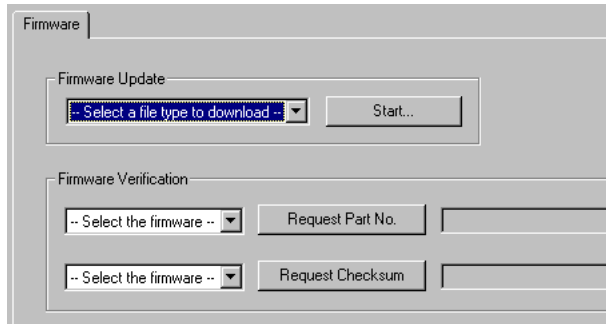 Firmware
Firmware Update
-- Select a file type to download --
Start...
Firmware Verification
-- Select the firmware --
Request Part No.
-- Select the firmware --
Request Checksum